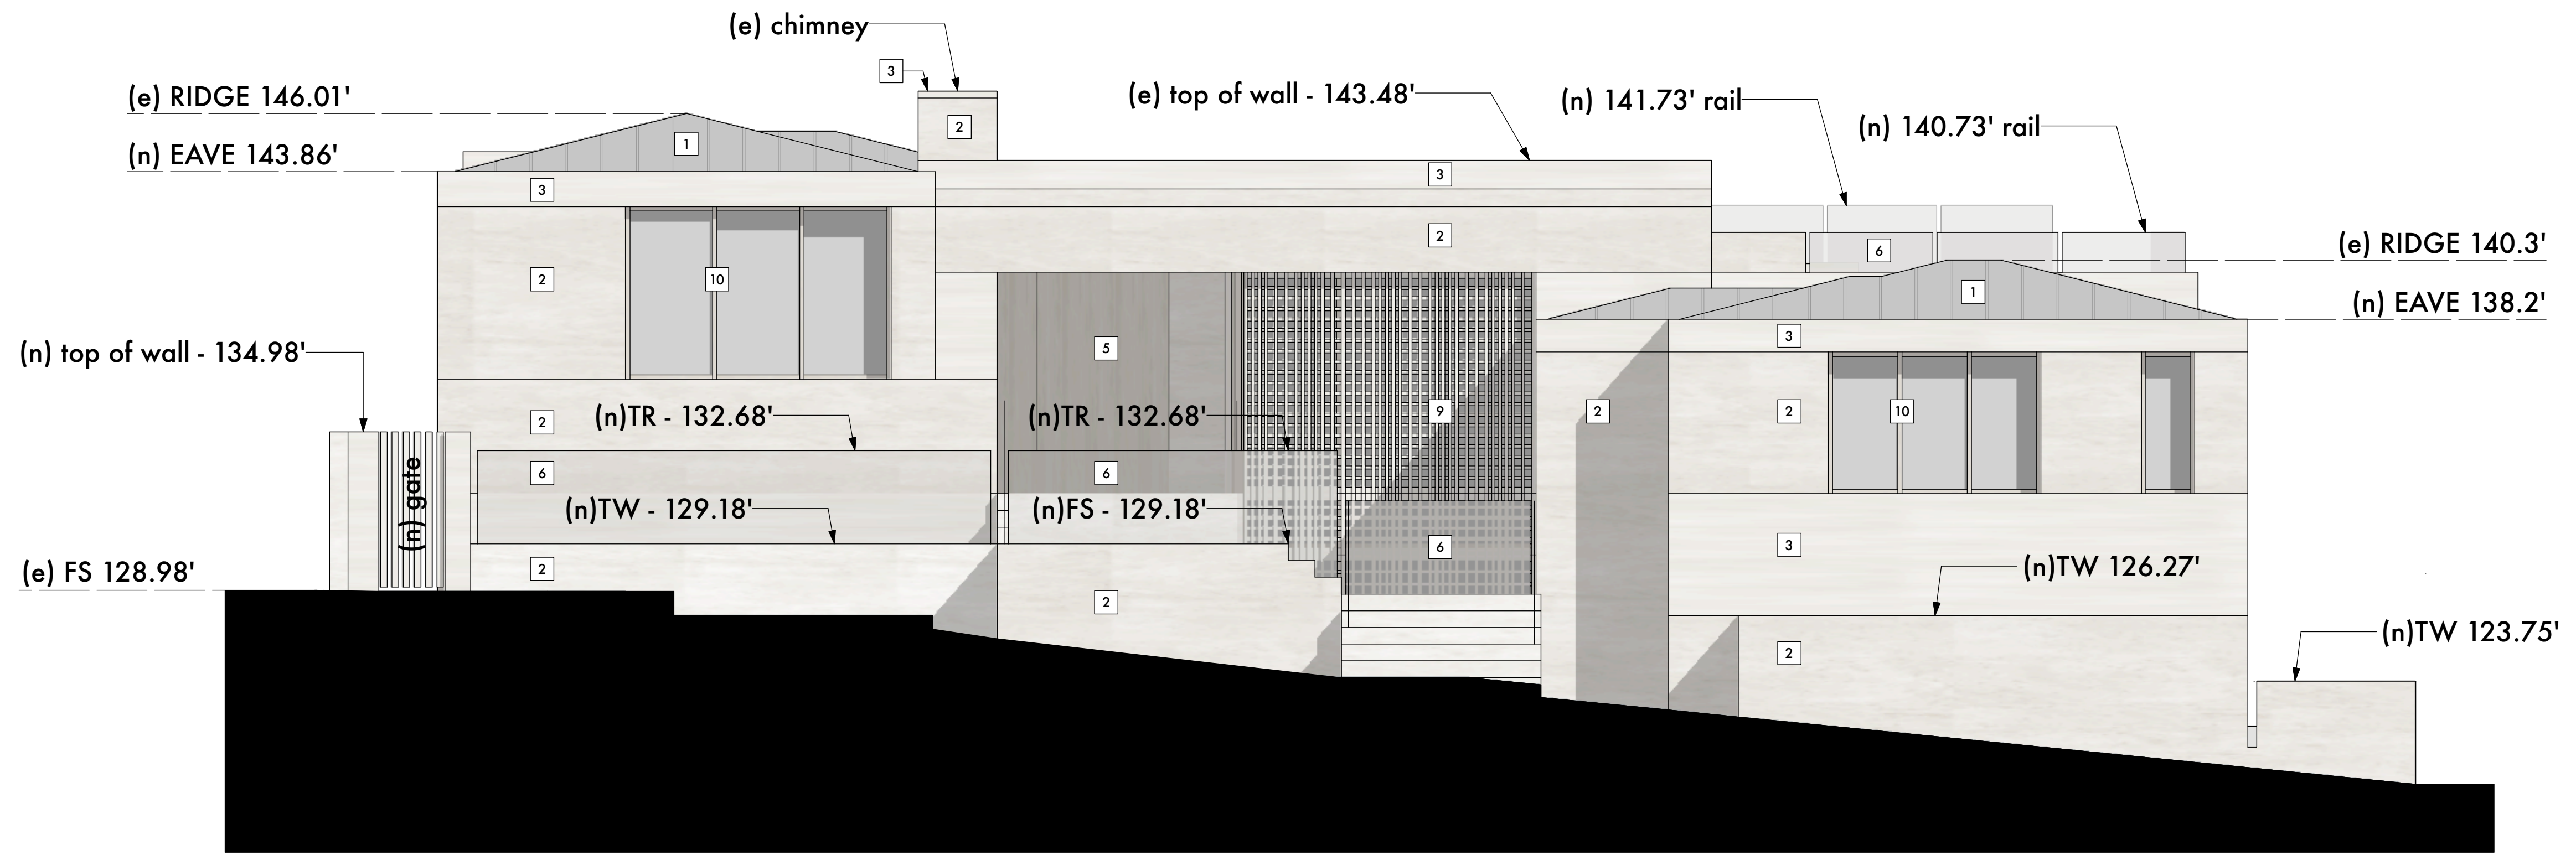 (e) chimney
3
2
(e) RIDGE 146.01'
(e) top of wall - 143.48'
(n) 141.73' rail
(n) 140.73' rail
1
(n) EAVE 143.86'
3
3
2
6
(e) RIDGE 140.3'
2
10
1
(n) EAVE 138.2'
3
(n) top of wall - 134.98'
5
(n)TR - 132.68'
(n)TR - 132.68'
9
2
2
10
2
6
6
(n) gate
(n)TW - 129.18'
(n)FS - 129.18'
6
3
(e) FS 128.98'
2
(n)TW 126.27'
2
(n)TW 123.75'
2